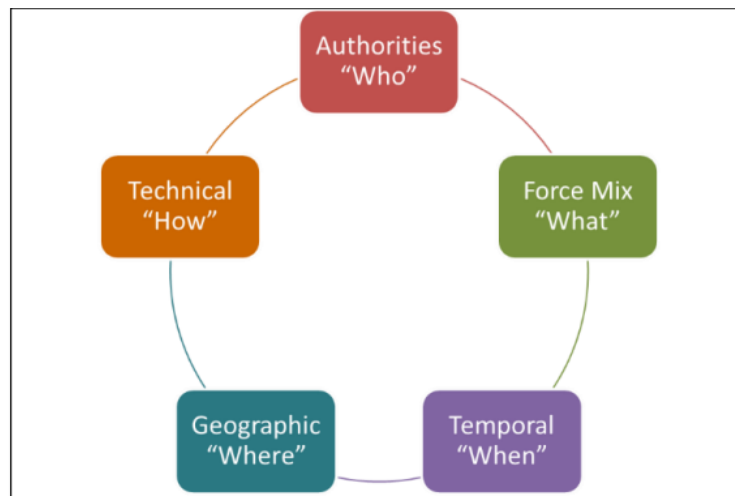 Authorities
“Who”
Force Mix
“What”
Temporal
“When”
Geographic
“Where”
Technical
“How”